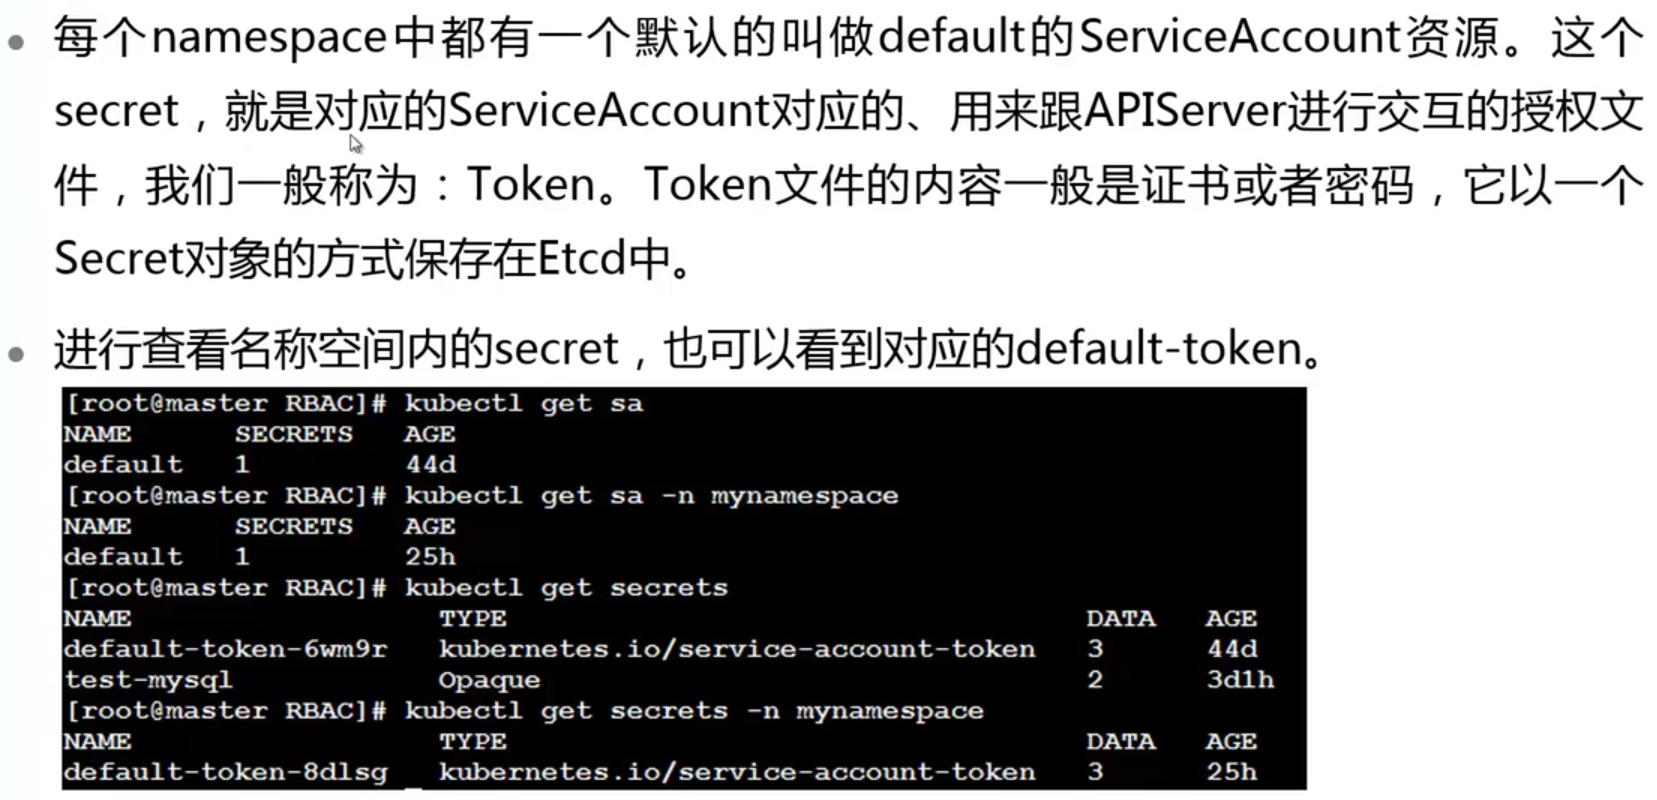 每个namespace中都有一个默认的叫做default的ServiceAccount资源。这个
secret，就是对应的ServiceAccount对应的、用来跟APIServer进行交互的授权文
件，我们一般称为：Token。Token文件的内容一般是证书或者密码，它以一个
Secret对象的方式保存在Etcd中。
进行查看名称空间内的secret，也可以看到对应的default-token。
[root@master RBAC]# kubectl get sa
NAME      SECRETS   AGE
default   1         44d
[root@master RBAC]# kubectl get sa -n mynamespace
NAME      SECRETS   AGE
default   1         25h
[root@master RBAC]# kubectl get secrets
NAME                  TYPE                                  DATA   AGE
default-token-6wm9r   kubernetes.io/service-account-token   3      44d
test-mysql            Opaque                                2      3d1h
[root@master RBAC]# kubectl get secrets -n mynamespace
NAME                  TYPE                                  DATA   AGE
default-token-8dlsg   kubernetes.io/service-account-token   3      25h